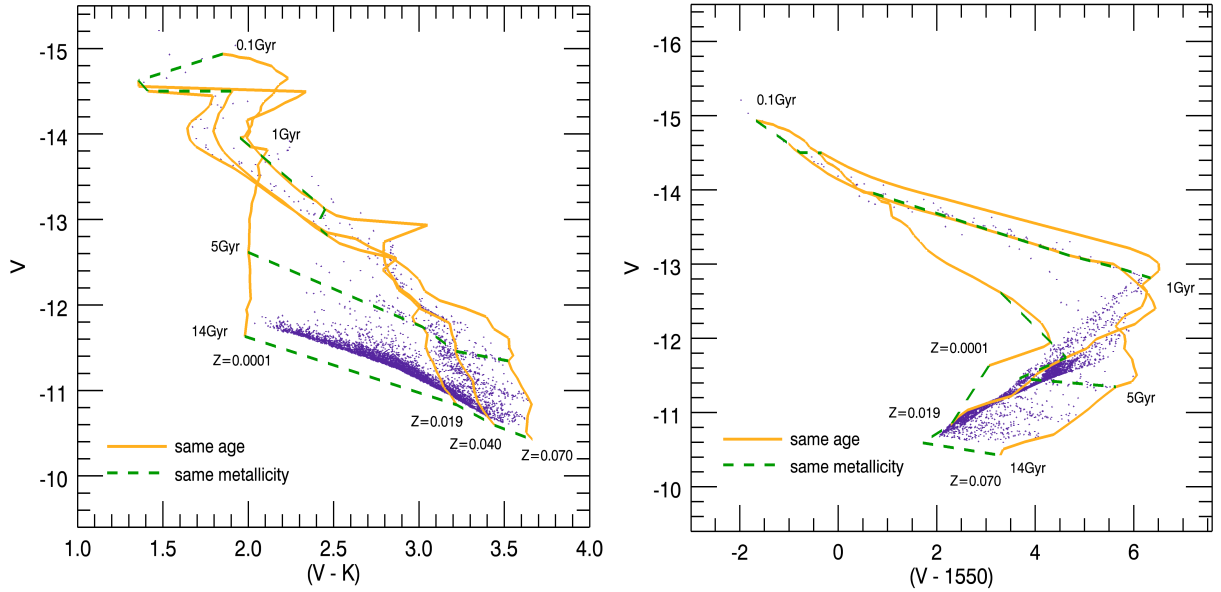 -15
-14
-13
-12
-11
-10
V
0.1Gyr
1Gyr
5Gyr
14Gyr
Z=0.0001
Z=0.019
Z=0.040
Z=0.070
same age
same metallicity
1.0 1.5 2.0 2.5 3.0 3.5 4.0
(V - K)
-16
-15
-14
-13
-12
-11
-10
V
0.1Gyr
1Gyr
Z=0.0001
5Gyr
Z=0.019
14Gyr
Z=0.070
same age
same metallicity
-2 0 2 4 6
(V - 1550)